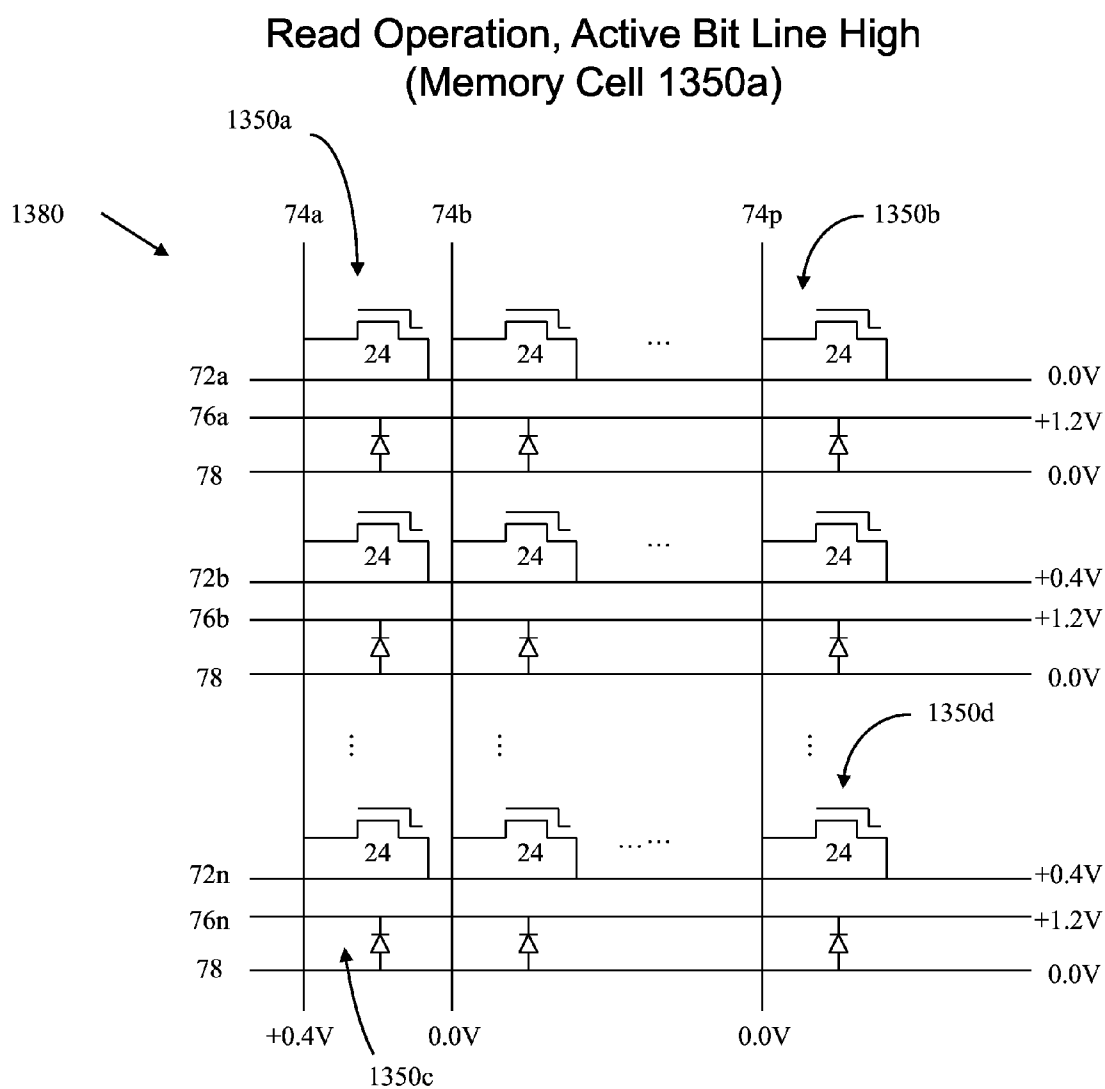 Read Operation, Active Bit Line High
(Memory Cell 1350a)
1350a
1380
74a 74b 74p 1350b
24 24 ... 24
72a 0.0V
76a +1.2V
78 0.0V
24 24 ... 24
72b +0.4V
76b +1.2V
78 0.0V
1350d
... ... ...
24 24 ... ... 24
72n +0.4V
76n +1.2V
78 0.0V
+0.4V 0.0V 0.0V
1350c